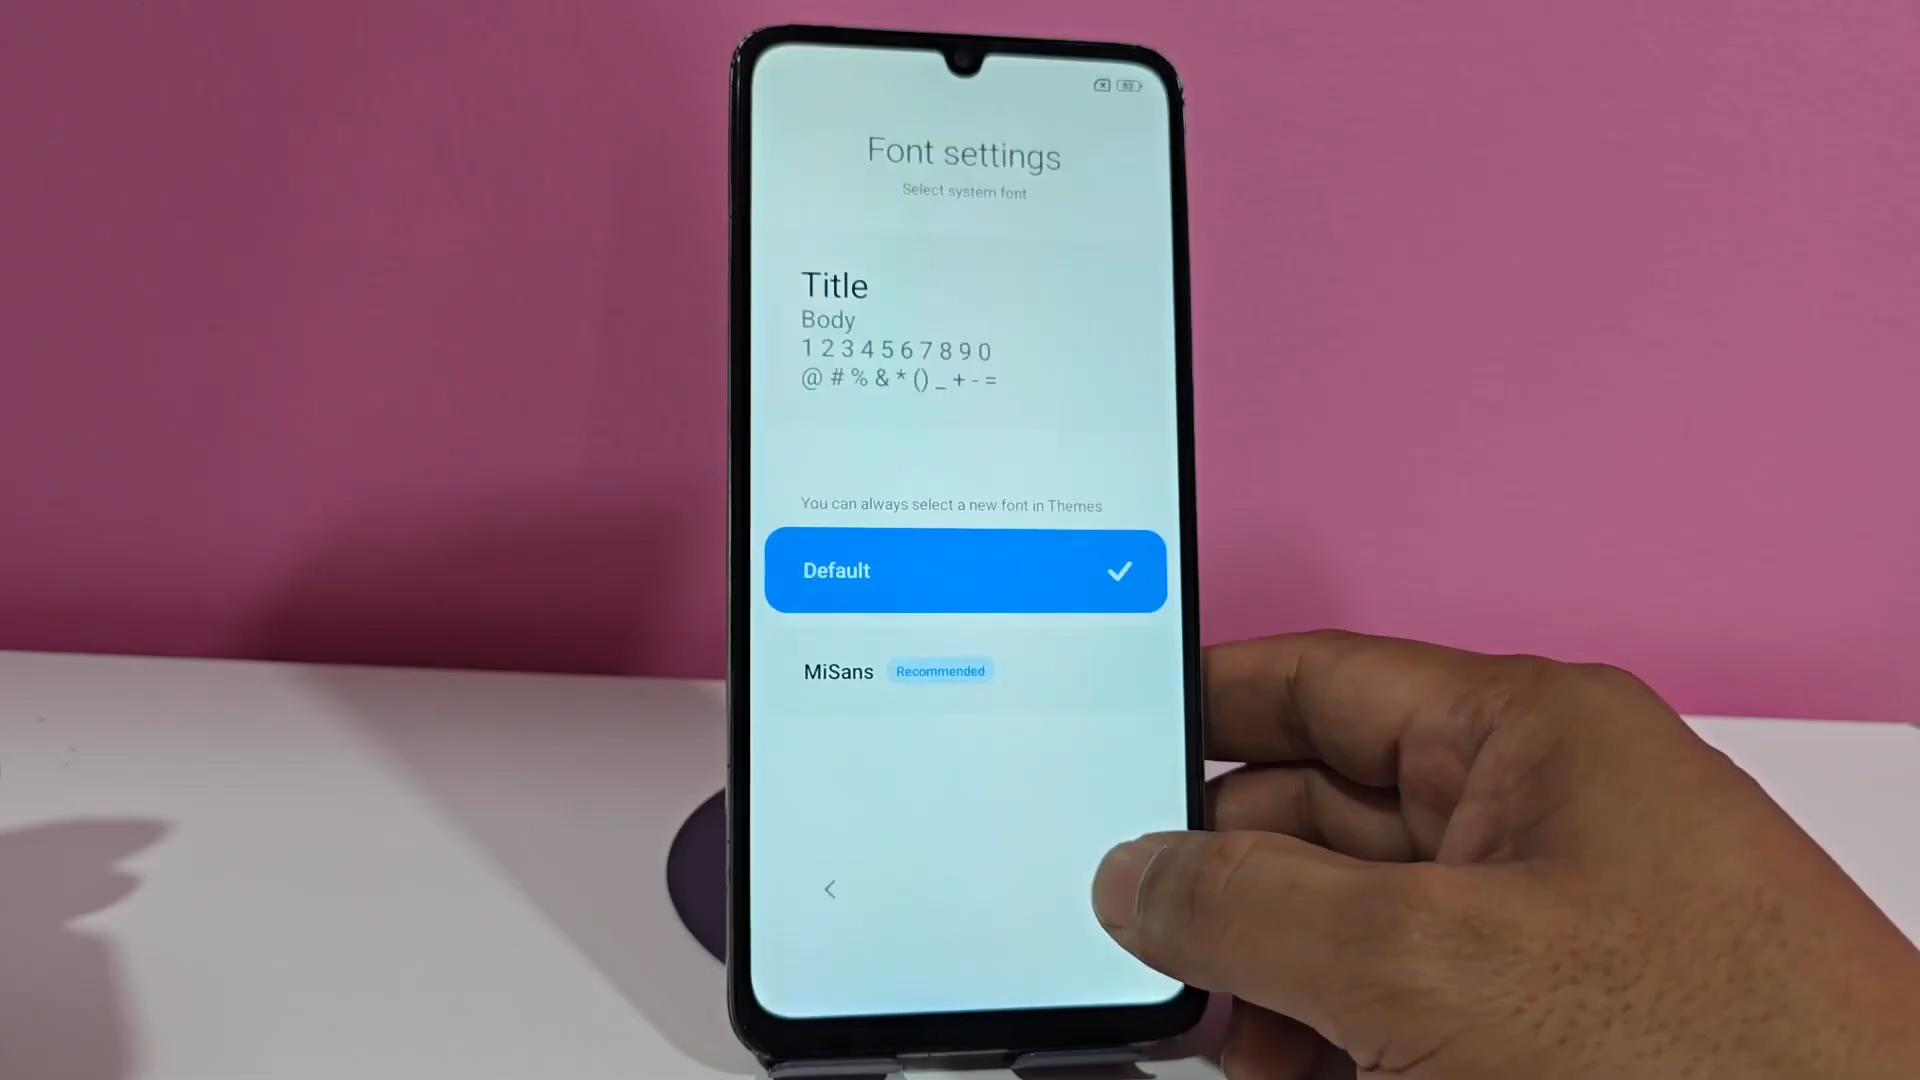 82
Font settings
Select system font
Title
Body
1 2 3 4 5 6 7 8 9 0
@ # % & * () _ + - =
You can always select a new font in Themes
Default
MiSans Recommended